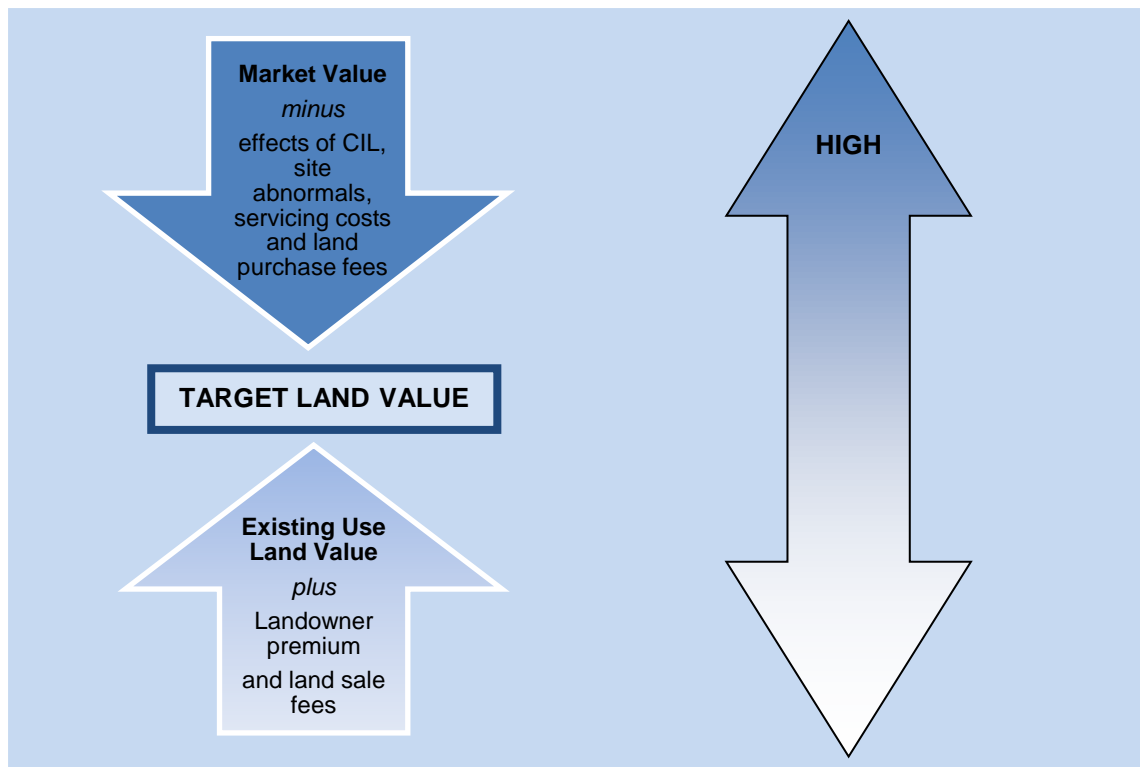 Market Value
minus
effects of CIL,
site
abnormals,
servicing costs
and land
purchase fees
TARGET LAND VALUE
Existing Use
Land Value
plus
Landowner
premium
and land sale
fees
HIGH